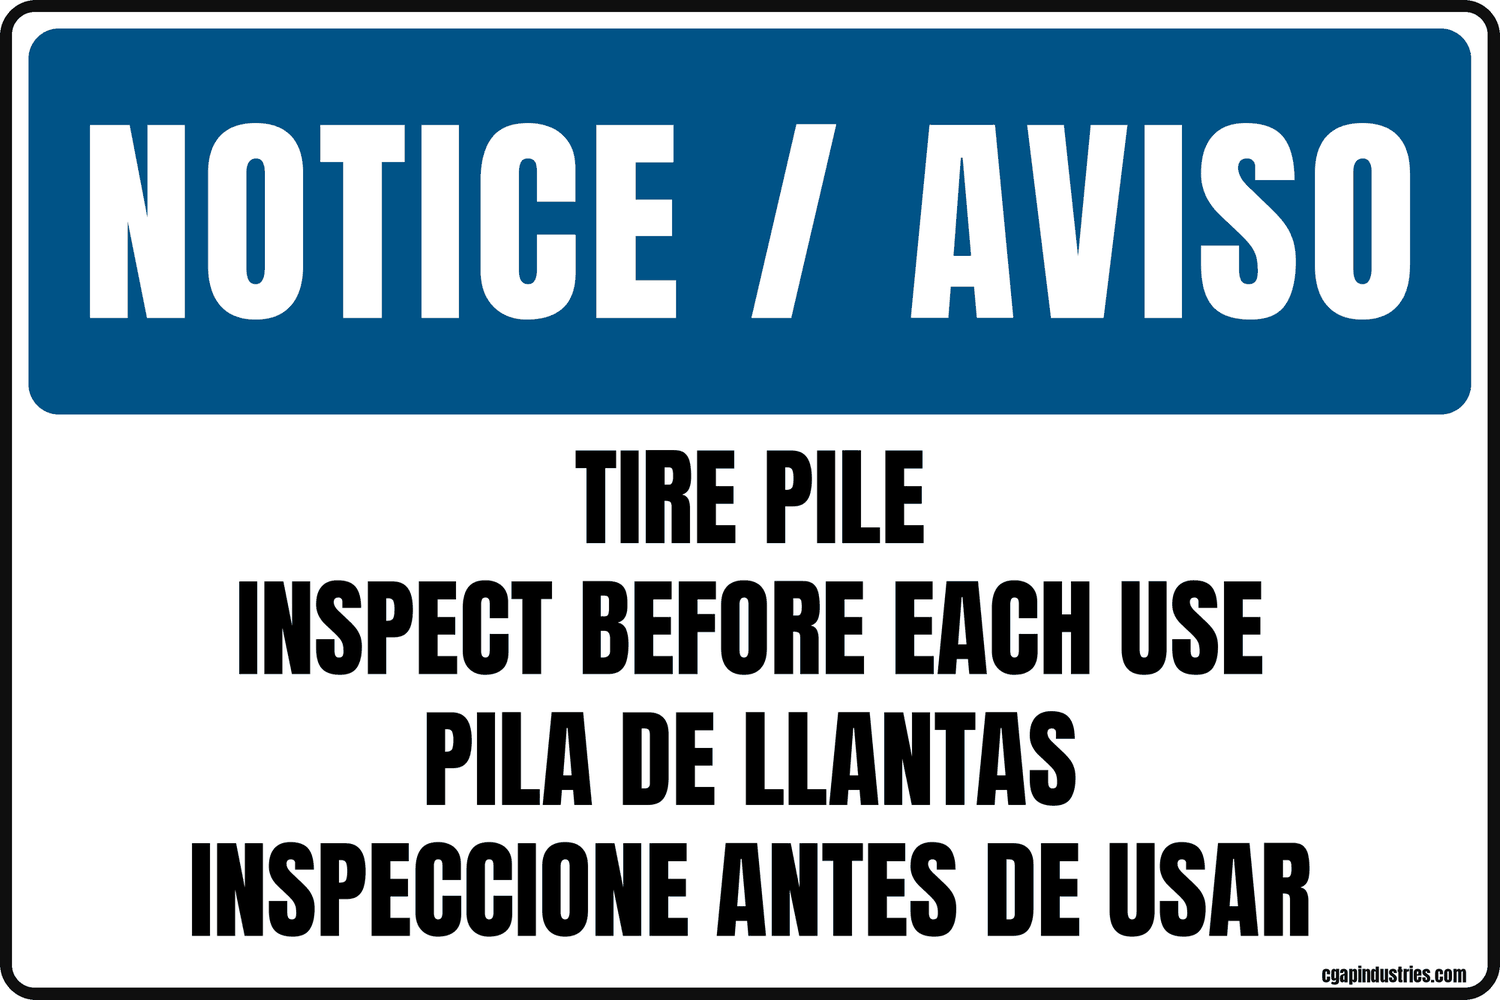 NOTICE / AVISO
TIRE PILE
INSPECT BEFORE EACH USE
PILA DE LLANTAS
INSPECCIONE ANTES DE USAR
cgapindustries.com